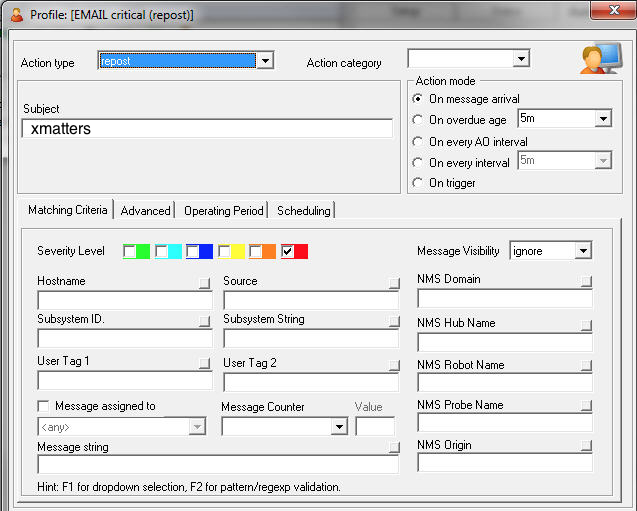 Profile: [EMAIL critical (repost)]
Action type repost Action category
Action mode
On message arrival
On overdue age 5m
On every AO interval
On every interval 5m
On trigger
Subject
xmatters
Matching Criteria Advanced Operating Period Scheduling
Severity Level Message Visibility ignore
Hostname Source NMS Domain
Subsystem ID. Subsystem String NMS Hub Name
User Tag 1 User Tag 2 NMS Robot Name
Message assigned to Message Counter Value NMS Probe Name
<any>
Message string NMS Origin
Hint: F1 for dropdown selection, F2 for pattern/regexp validation.